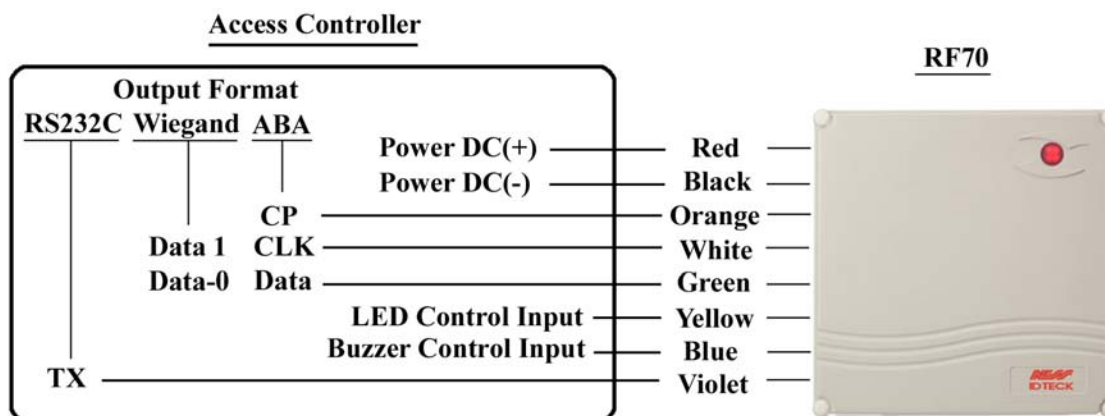 Access Controller
RF70
Output Format
RS232C Wiegand ABA
Power DC(+) Red
Power DC(-) Black
CP Orange
Data 1 CLK White
Data-0 Data Green
LED Control Input Yellow
Buzzer Control Input Blue
TX Violet
IDTECK